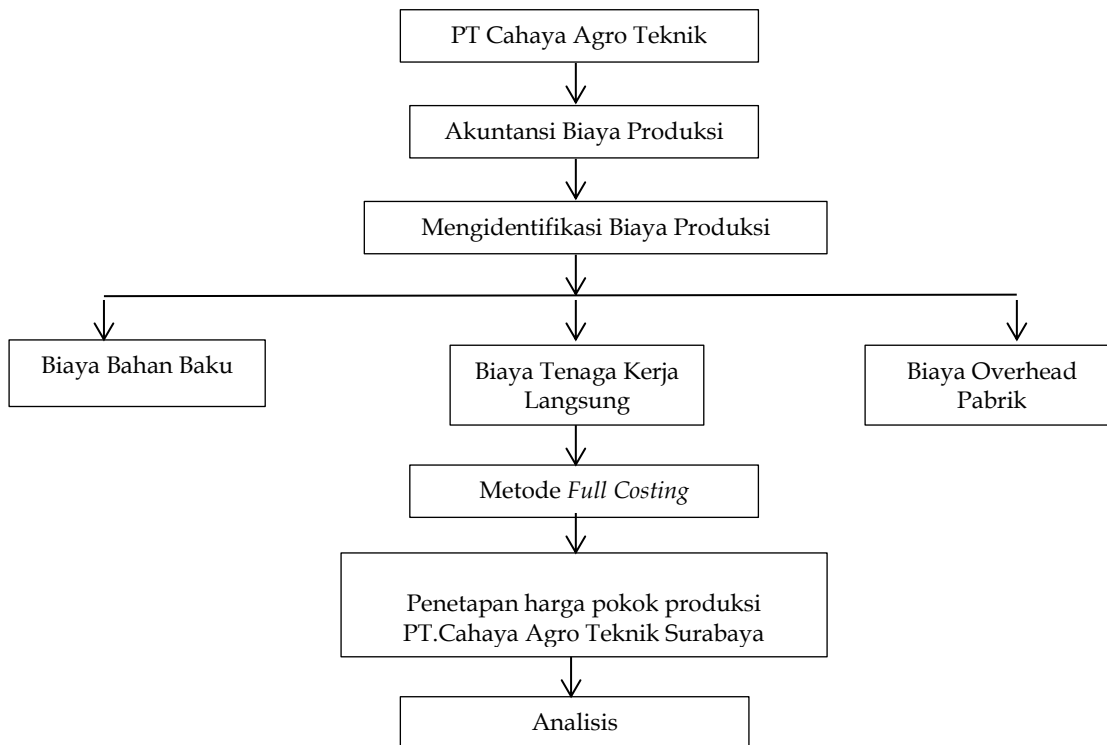 PT Cahaya Agro Teknik
Akuntansi Biaya Produksi
Mengidentifikasi Biaya Produksi
Biaya Bahan Baku
Biaya Tenaga Kerja
Langsung
Biaya Overhead
Pabrik
Metode Full Costing
Penetapan harga pokok produksi
PT.Cahaya Agro Teknik Surabaya
Analisis